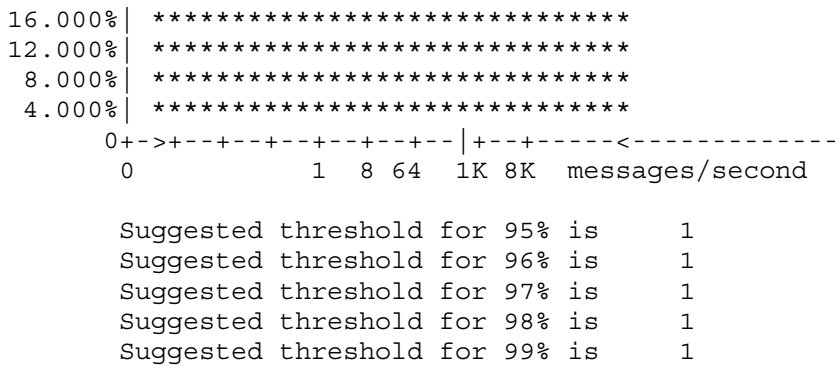 16.000%| ******************************
12.000%| ******************************
 8.000%| ******************************
 4.000%| ******************************
      0+->+--+--+--+--+--+--|+--+-----<-------------
       0           1  8 64  1K 8K  messages/second

       Suggested threshold for 95% is     1
       Suggested threshold for 96% is     1
       Suggested threshold for 97% is     1
       Suggested threshold for 98% is     1
       Suggested threshold for 99% is     1